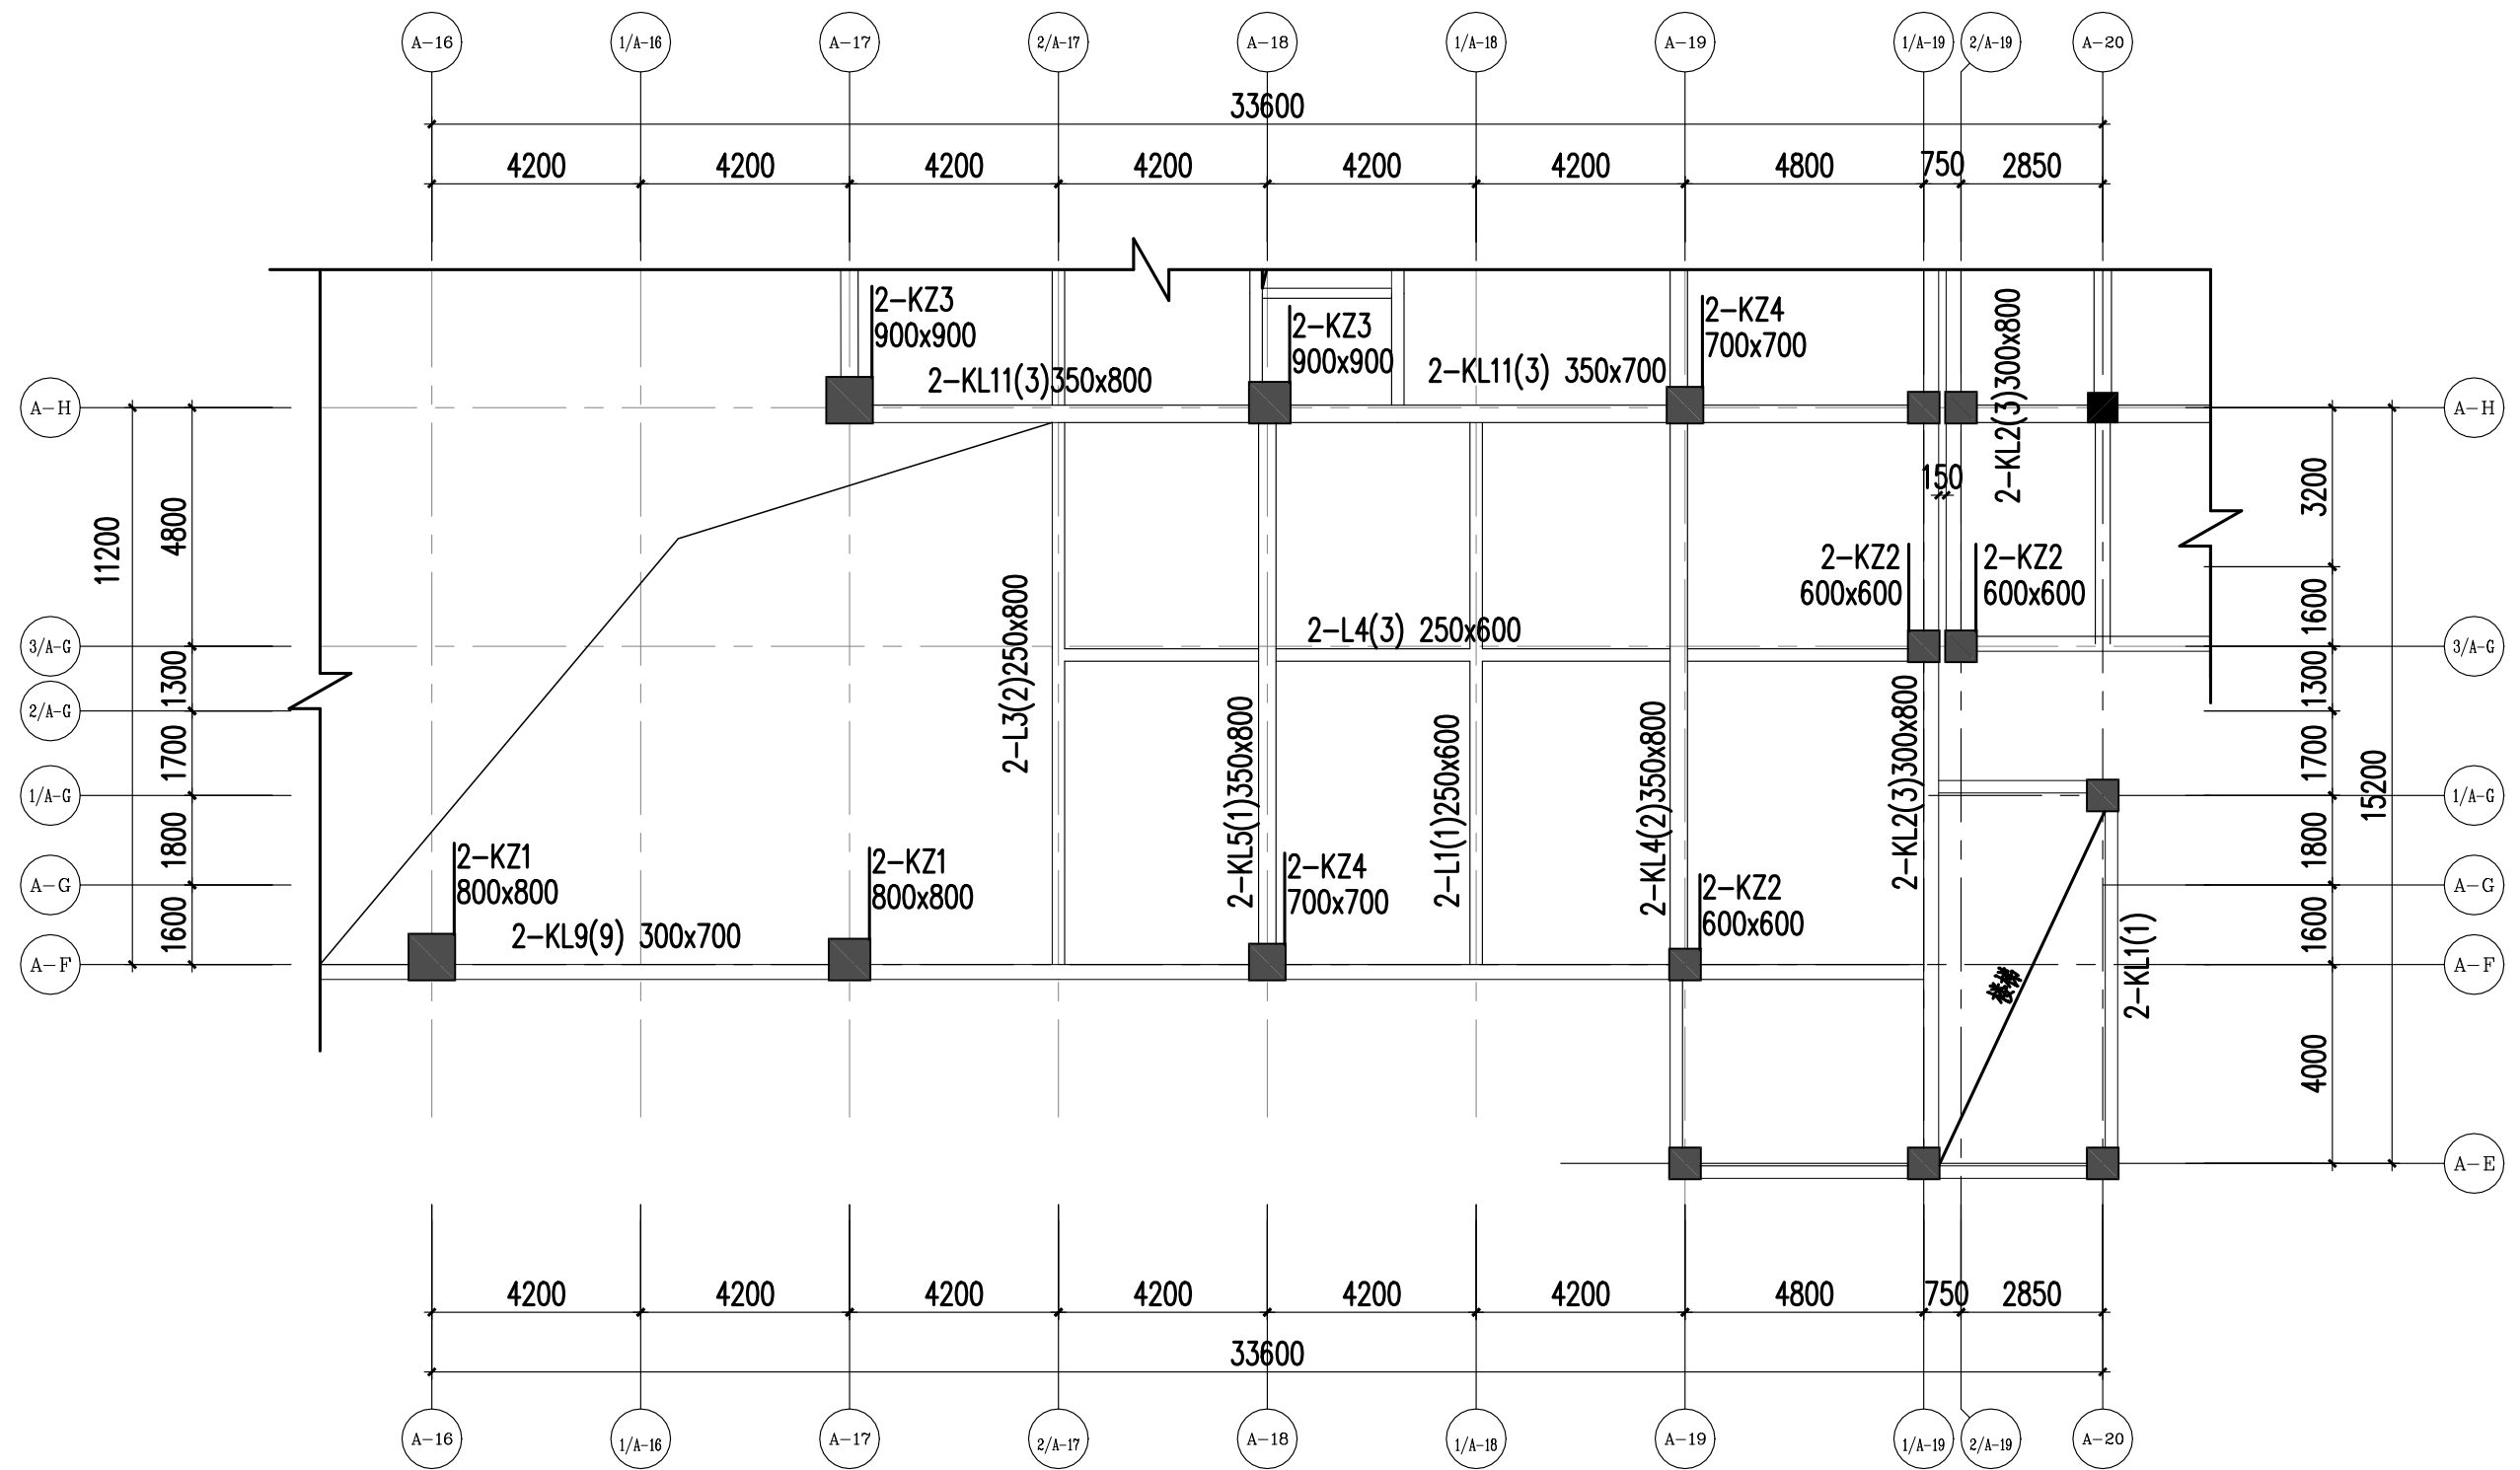 A-16
1/A-16
A-17
2/A-17
A-18
1/A-18
A-19
1/A-19
2/A-19
A-20
33600
4200
4200
4200
4200
4200
4200
4800
750
2850
2-KZ3
900x900
2-KL11(3)350x800
2-KZ3
900x900
2-KL11(3) 350x700
2-KZ4
700x700
2-KL2(3)300x800
A-H
A-H
150
11200
4800
3200
2-KZ2
600x600
2-KZ2
600x600
1600
2-L3(2)250x800
2-L4(3) 250x600
3/A-G
3/A-G
1300
1300
2/A-G
1700
1700
15200
2-KL5(1)350x800
2-L1(1)250x600
2-KL4(2)350x800
2-KL2(3)300x800
1/A-G
1/A-G
1800
1800
2-KZ1
800x800
2-KZ1
800x800
2-KZ4
700x700
2-KZ2
600x600
A-G
A-G
1600
1600
2-KL9(9) 300x700
2-KL1(1)
A-F
A-F
楼梯
4000
A-E
4200
4200
4200
4200
4200
4200
4800
750
2850
33600
A-16
1/A-16
A-17
2/A-17
A-18
1/A-18
A-19
1/A-19
2/A-19
A-20